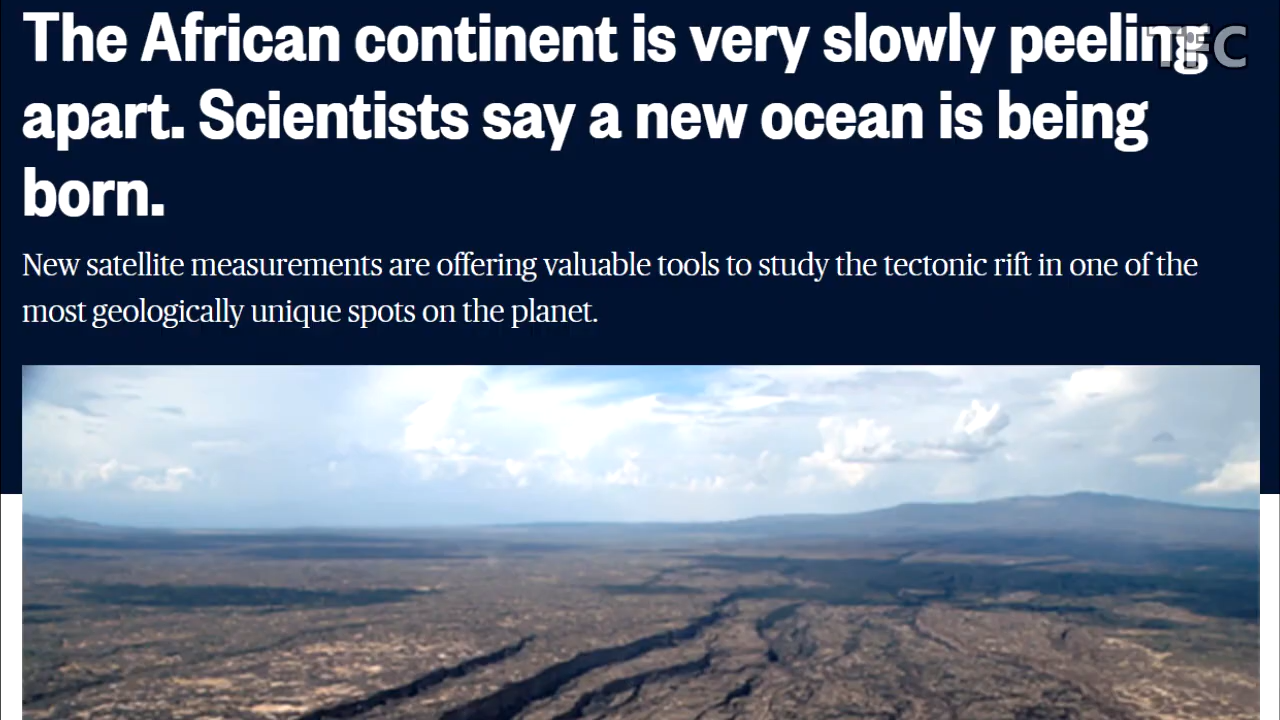 The African continent is very slowly peeling
apart. Scientists say a new ocean is being
born.
New satellite measurements are offering valuable tools to study the tectonic rift in one of the
most geologically unique spots on the planet.
TFC